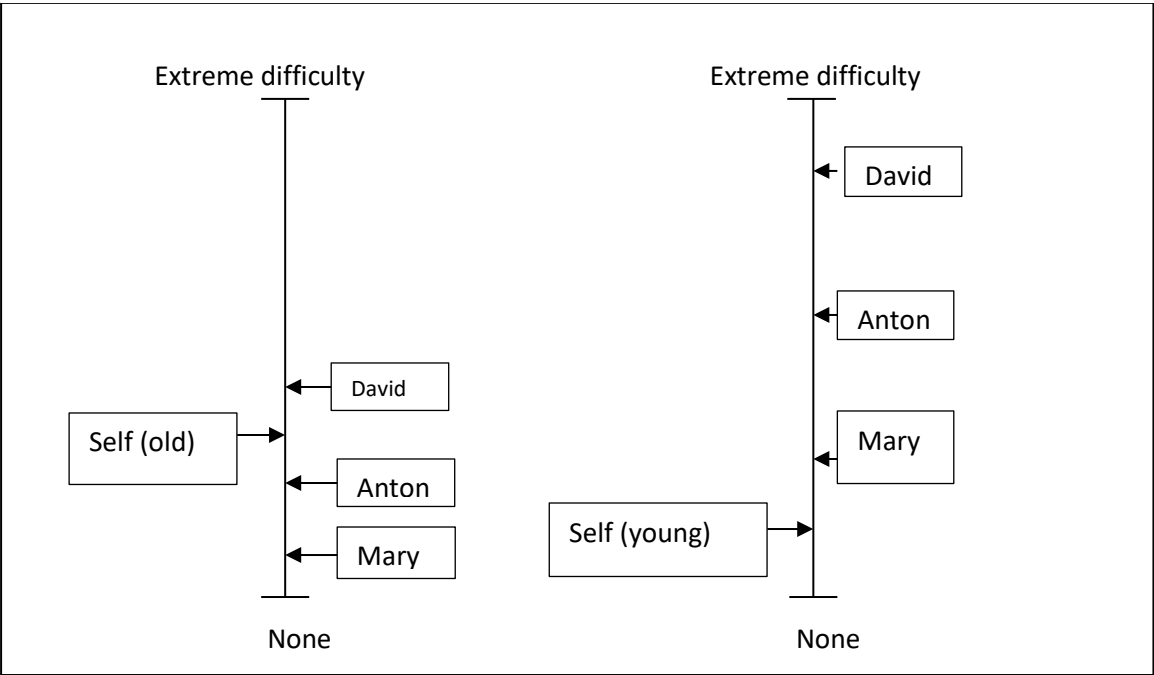 Extreme difficulty
David
Self (old)
Anton
Mary
None
Extreme difficulty
David
Anton
Mary
Self (young)
None